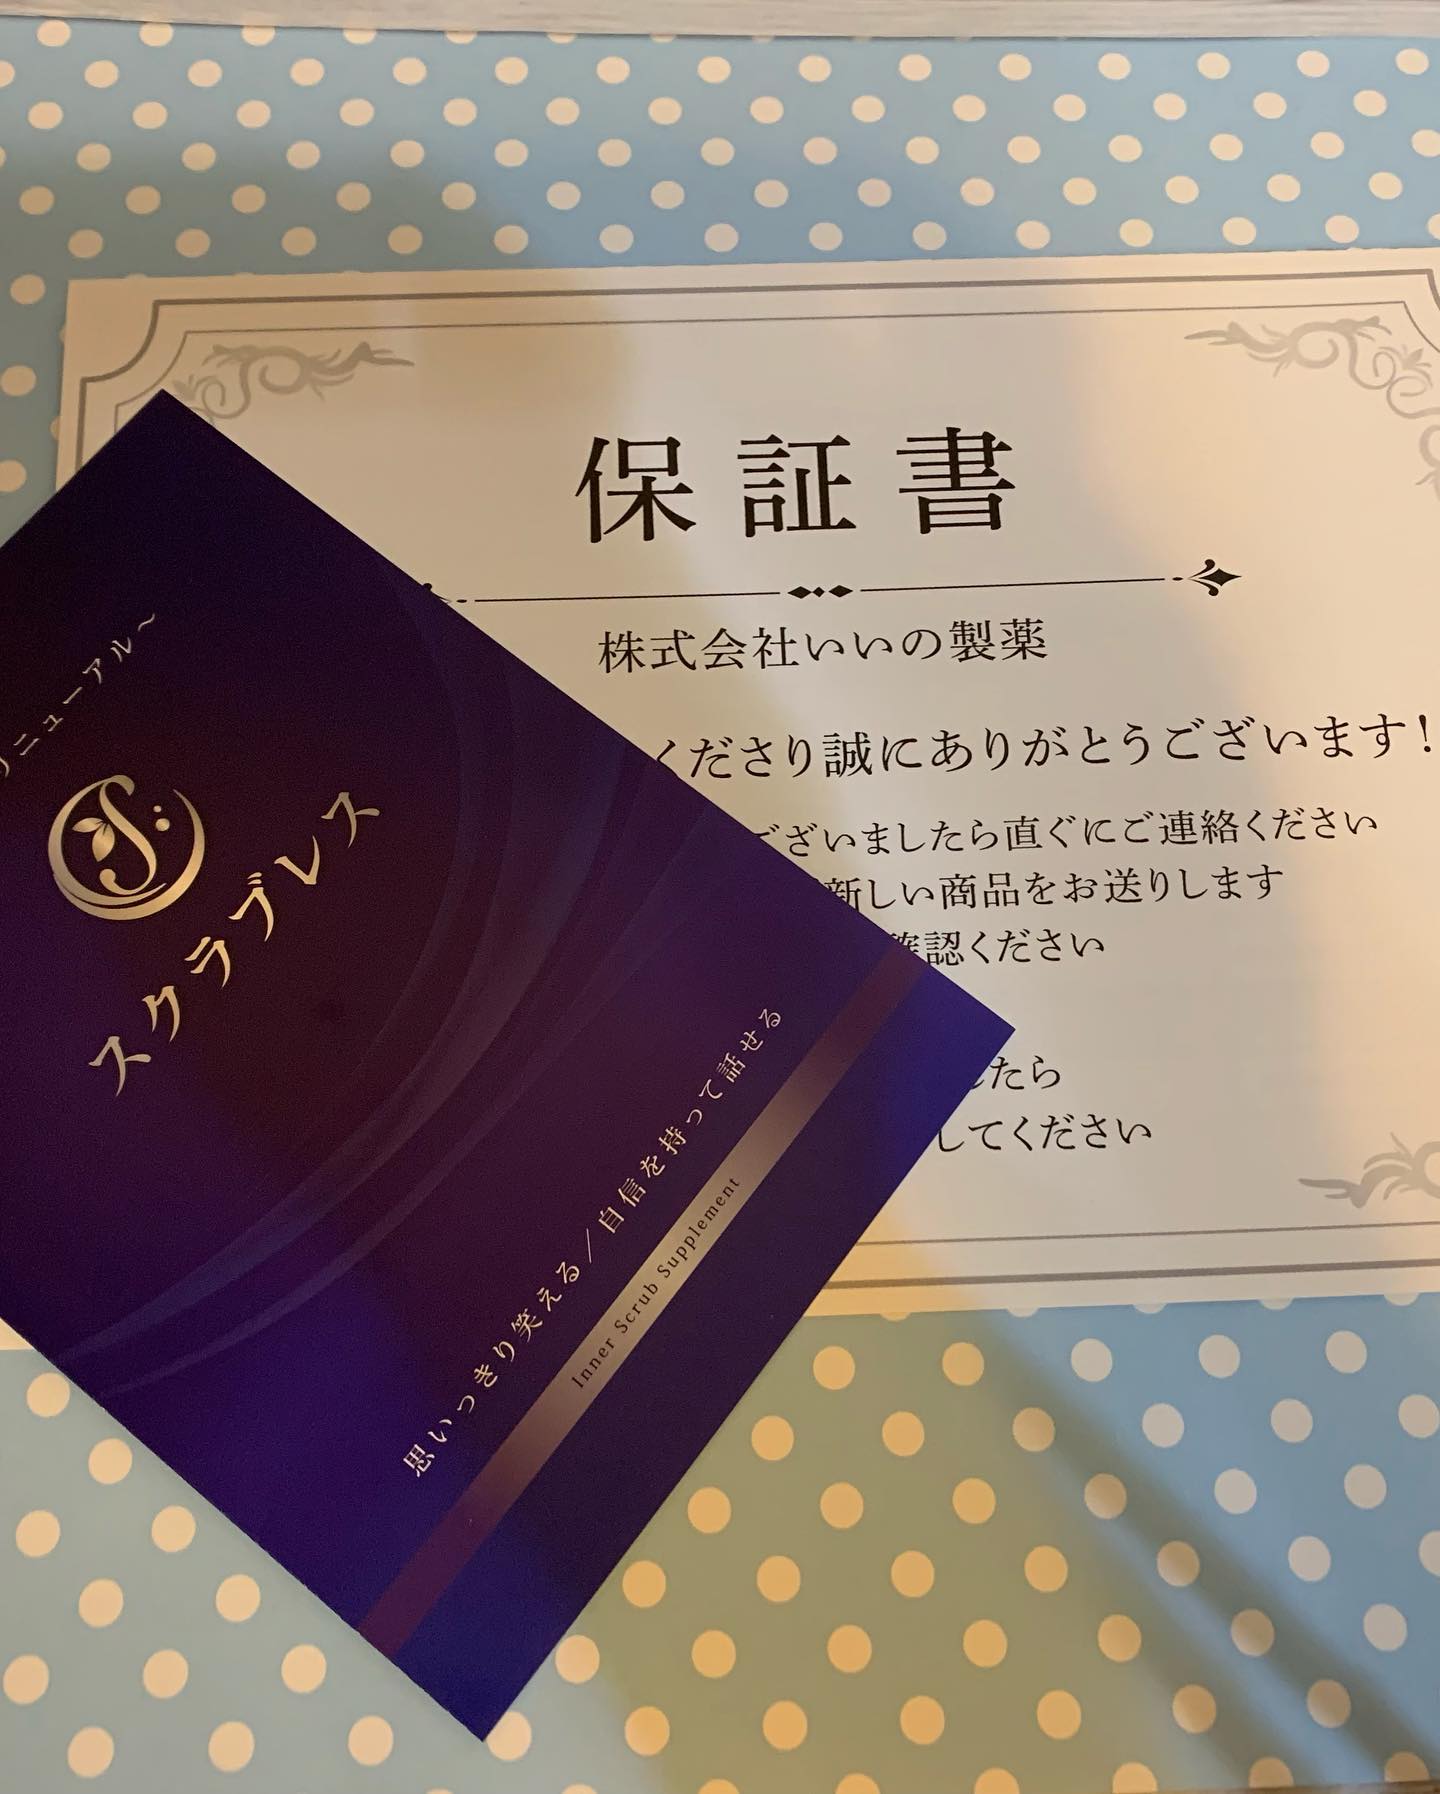 保証書
株式会社いいの製薬
くださり誠にありがとうございます!
ございましたら直ぐにご連絡ください
新しい商品をお送りします
確認ください
たら
してください
リニューアル～
スクラブレス
思いっきり笑える/自信を持って話せる
Inner Scrub Supplement